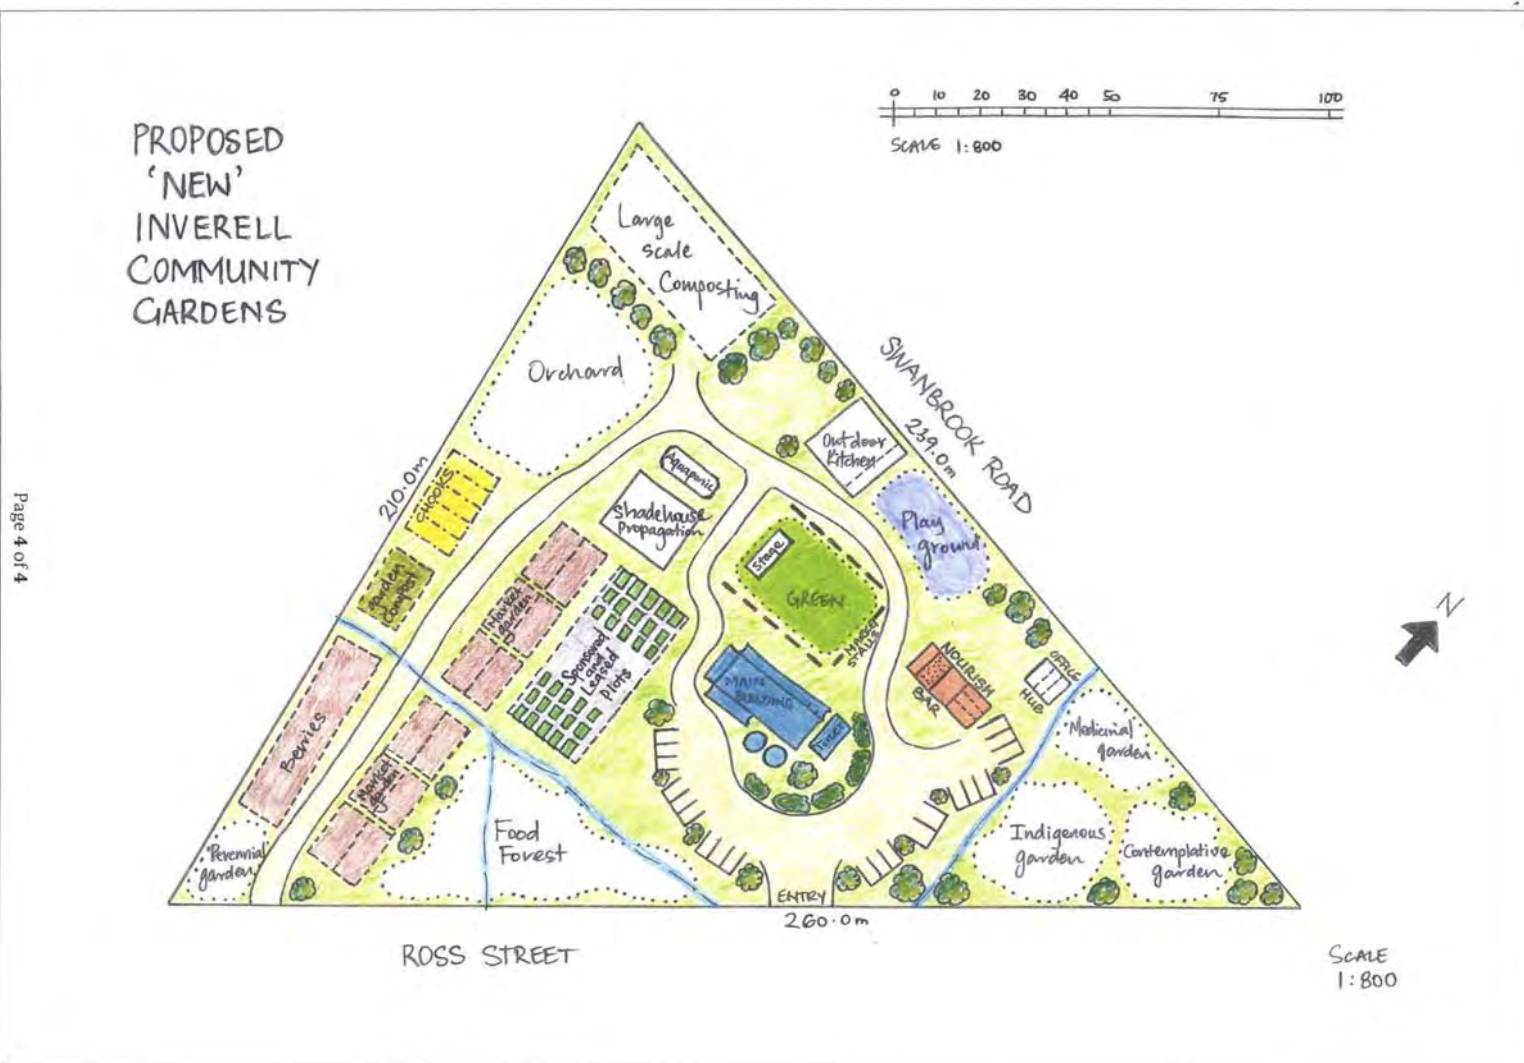 PROPOSED
'NEW'
INVERELL
COMMUNITY
GARDENS
0 10 20 30 40 50 75 100
SCALE 1:800
Large
scale
Composting
Orchard
SWANBROOK ROAD
239.0m
210.0m
CHOOKS
Outdoor
Kitchen
Aquaponic
Shadehouse
Propagation
Play
ground
Stage
GREEN
MARKET
STALLS
garden
compost
Market
garden
Sponsored
and
Leased
Plots
MAIN
BUILDING
Toilet
NOURISH
BAR
OFFICE
HUB
Berries
Market
garden
Medicinal
garden
Perennial
garden
Food
Forest
Indigenous
garden
Contemplative
garden
ENTRY
260.0m
ROSS STREET
N
SCALE
1:800
Page 4 of 4